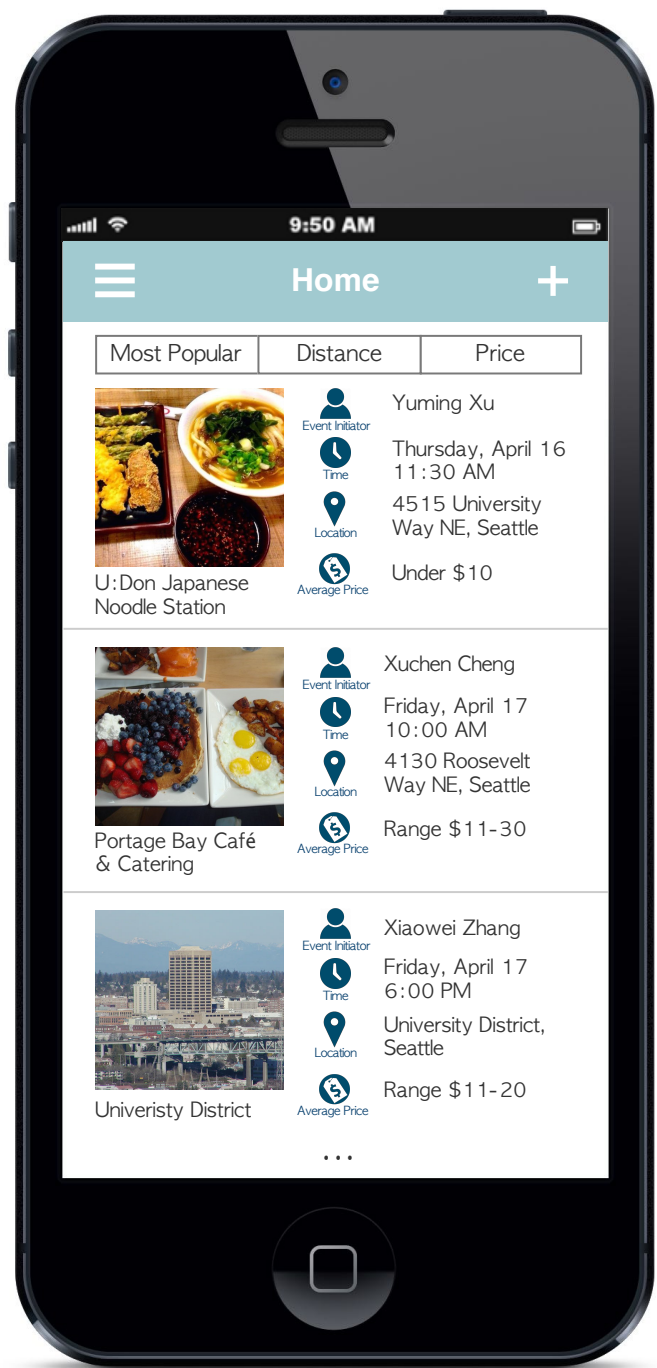 9:50 AM
Home
Most Popular Distance Price
Event Initiator
Yuming Xu
Time
Thursday, April 16
11:30 AM
Location
4515 University
Way NE, Seattle
Average Price
Under $10
U:Don Japanese
Noodle Station
Event Initiator
Xuchen Cheng
Time
Friday, April 17
10:00 AM
Location
4130 Roosevelt
Way NE, Seattle
Average Price
Range $11-30
Portage Bay Café
& Catering
Event Initiator
Xiaowei Zhang
Time
Friday, April 17
6:00 PM
Location
University District,
Seattle
Average Price
Range $11-20
Univeristy District
...